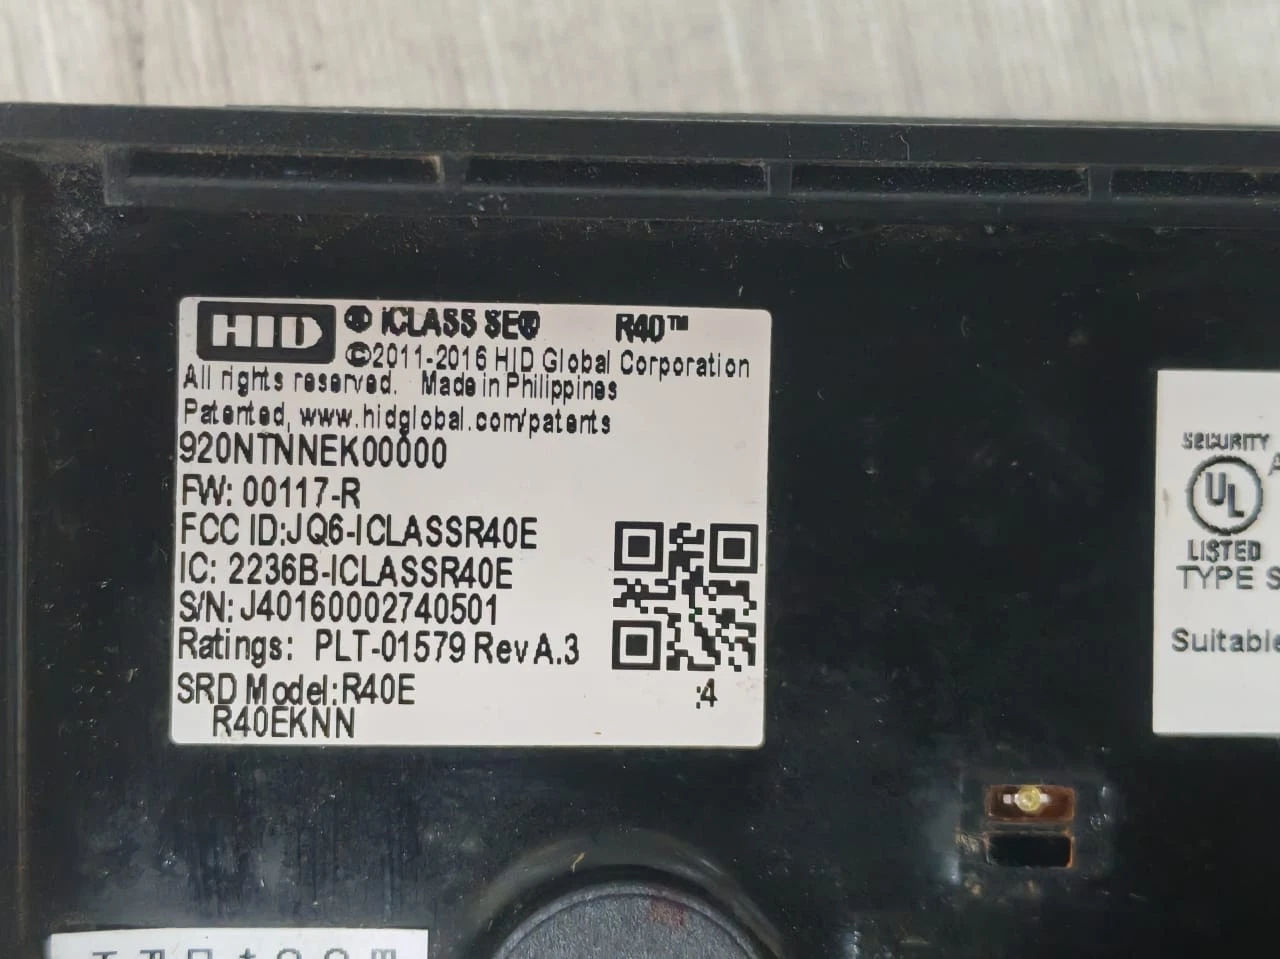 HID ® iCLASS SE® R40™
©2011-2016 HID Global Corporation
All rights reserved. Made in Philippines
Patented, www.hidglobal.com/patents
920NTNNEK00000
FW: 00117-R
FCC ID:JQ6-ICLASSR40E
IC: 2236B-ICLASSR40E
S/N: J40160002740501
Ratings: PLT-01579 Rev A.3
SRD Model:R40E
:4
R40EKNN
SECURITY
UL
LISTED
TYPE S
Suitable